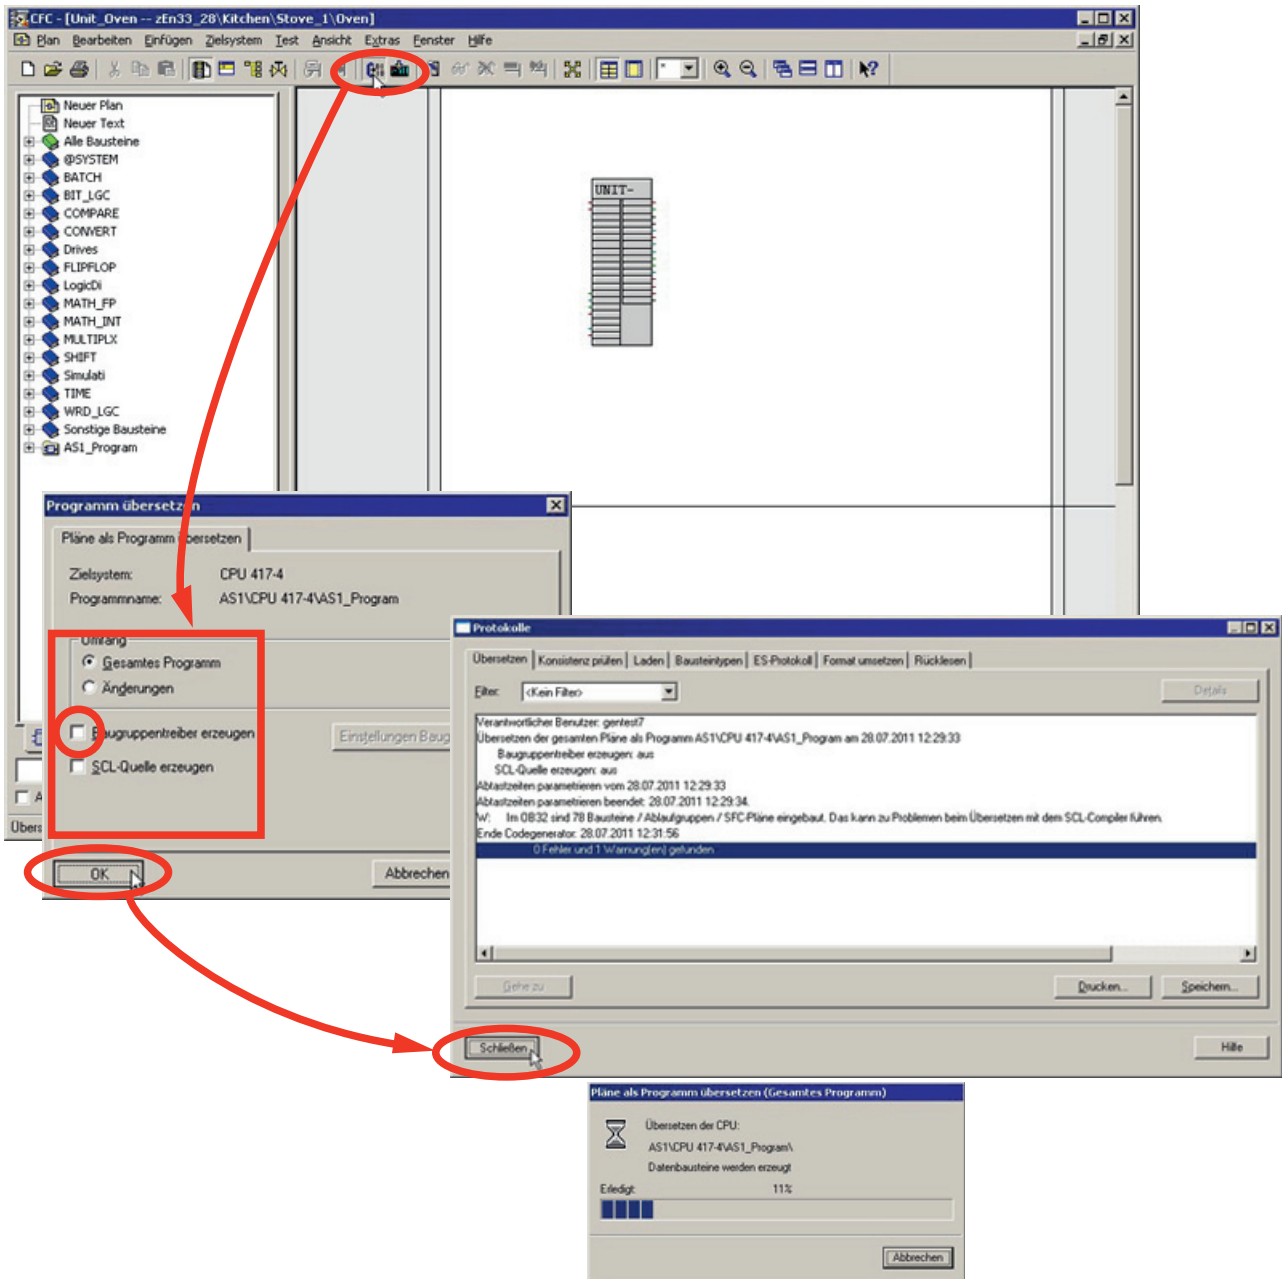 CFC - [Unit_Oven -- zEn33_28\Kitchen\Stove_1\Oven]
Plan Bearbeiten Einfügen Zielsystem Test Ansicht Extras Fenster Hilfe
Neuer Plan
Neuer Text
Alle Bausteine
@SYSTEM
BATCH
BIT_LGC
COMPARE
CONVERT
Drives
FLIPFLOP
LogicDi
MATH_FP
MATH_INT
MULTIPLX
SHIFT
Simulati
TIME
WRD_LGC
Sonstige Bausteine
AS1_Program
UNIT-
Programm übersetzen
Pläne als Programm übersetzen
Zielsystem: CPU 417-4
Programmname: AS1\CPU 417-4\AS1_Program
Umfang
Gesamtes Programm
Änderungen
Baugruppentreiber erzeugen
Einstellungen Baug
SCL-Quelle erzeugen
A
Übers
OK
Abbrechen
Protokolle
Übersetzen Konsistenz prüfen Laden Bausteintypen ES-Protokoll Format umsetzen Rücklesen
Filter: <Kein Filter>
Details
Verantwortlicher Benutzer: gentest7
Übersetzen der gesamten Pläne als Programm AS1\CPU 417-4\AS1_Program am 28.07.2011 12:29:33
Baugruppentreiber erzeugen: aus
SCL-Quelle erzeugen: aus
Abtastzeiten parametrieren vom 28.07.2011 12:29:33
Abtastzeiten parametrieren beendet: 28.07.2011 12:29:34.
W: Im OB32 sind 78 Bausteine / Ablaufgruppen / SFC-Pläne eingebaut. Das kann zu Problemen beim Übersetzen mit dem SCL-Compiler führen.
Ende Codegenerator: 28.07.2011 12:31:56
0 Fehler und 1 Warnung(en) gefunden
Gehe zu
Drucken...
Speichern...
Schließen
Hilfe
Pläne als Programm übersetzen (Gesamtes Programm)
Übersetzen der CPU:
AS1\CPU 417-4\AS1_Program\
Datenbausteine werden erzeugt
Erledigt: 11%
Abbrechen